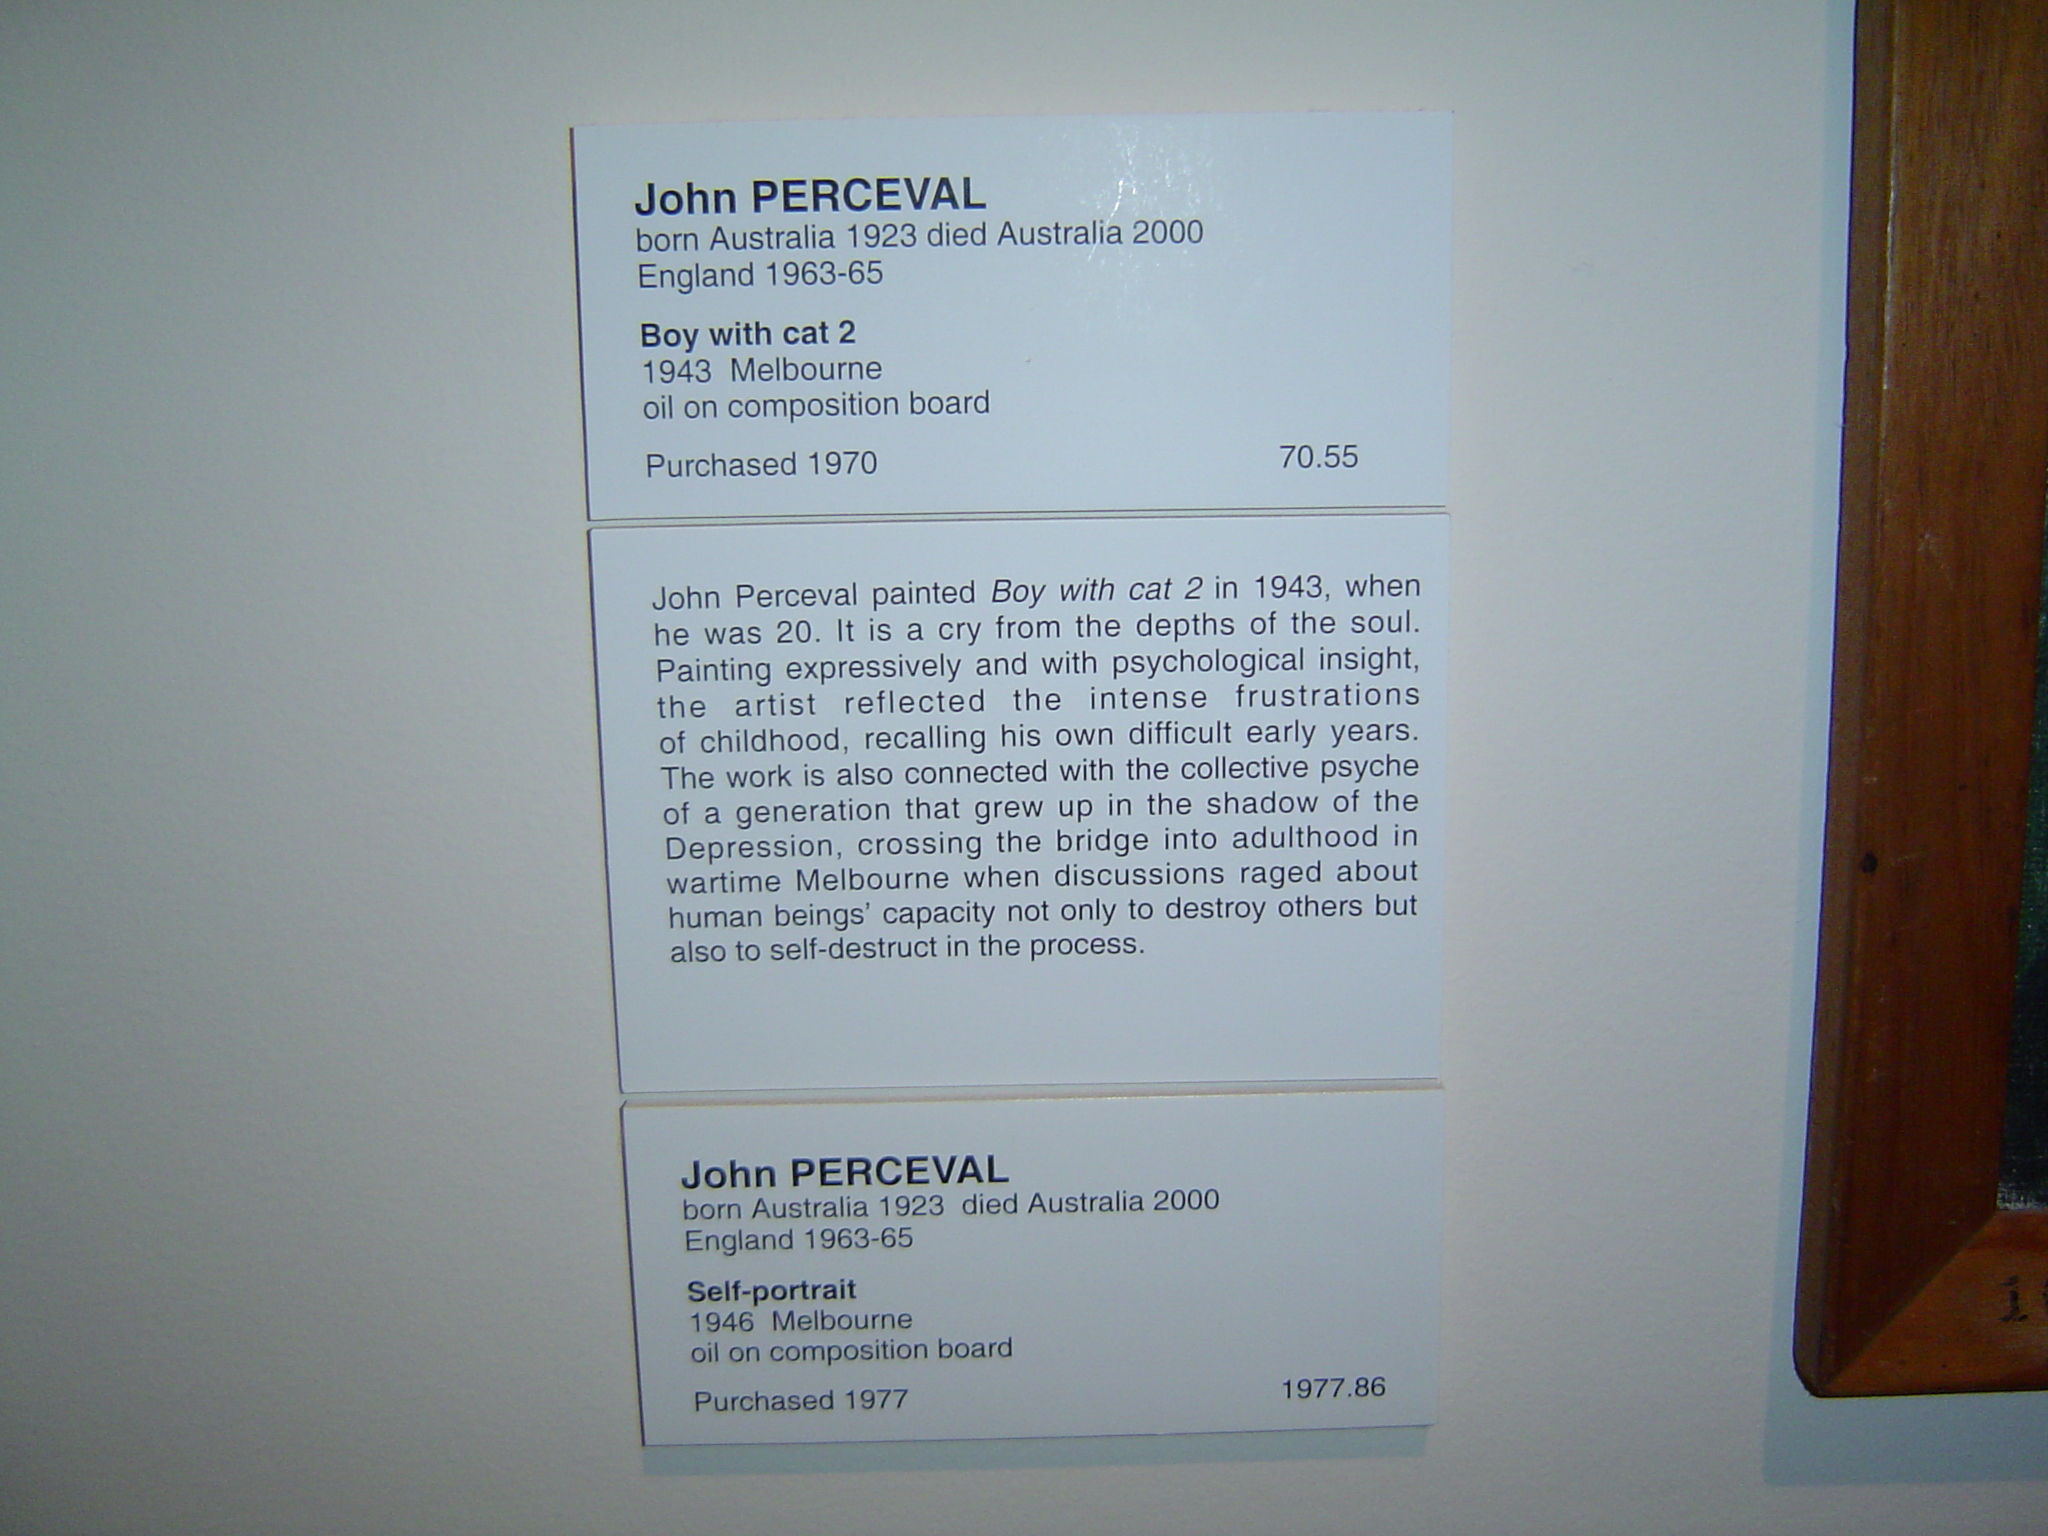 John PERCEVAL
born Australia 1923 died Australia 2000
England 1963-65
Boy with cat 2
1943 Melbourne
oil on composition board
Purchased 1970 70.55
John Perceval painted Boy with cat 2 in 1943, when
he was 20. It is a cry from the depths of the soul.
Painting expressively and with psychological insight,
the artist reflected the intense frustrations
of childhood, recalling his own difficult early years.
The work is also connected with the collective psyche
of a generation that grew up in the shadow of the
Depression, crossing the bridge into adulthood in
wartime Melbourne when discussions raged about
human beings' capacity not only to destroy others but
also to self-destruct in the process.
John PERCEVAL
born Australia 1923 died Australia 2000
England 1963-65
Self-portrait
1946 Melbourne
oil on composition board
Purchased 1977 1977.86